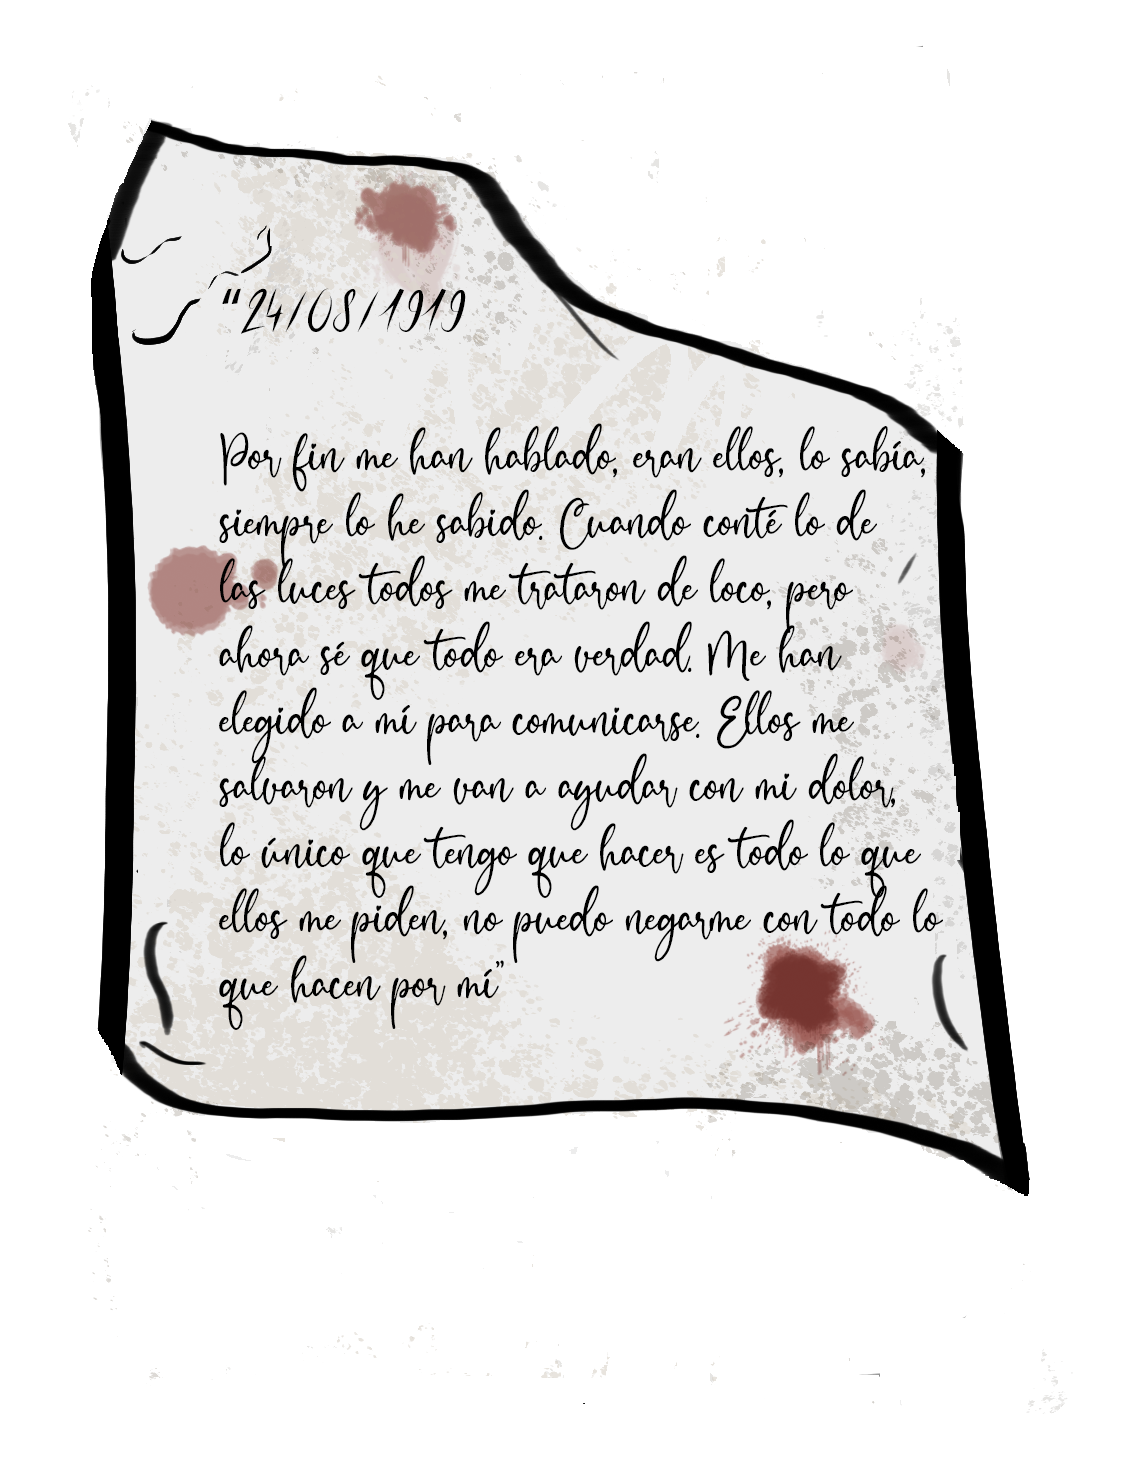 "24/08/1919
Por fin me han hablado, eran ellos, lo sabía,
siempre lo he sabido. Cuando conté lo de
las luces todos me trataron de loco, pero
ahora sé que todo era verdad. Me han
elegido a mí para comunicarse. Ellos me
salvaron y me van a ayudar con mi dolor,
lo único que tengo que hacer es todo lo que
ellos me piden, no puedo negarme con todo lo
que hacen por mí"